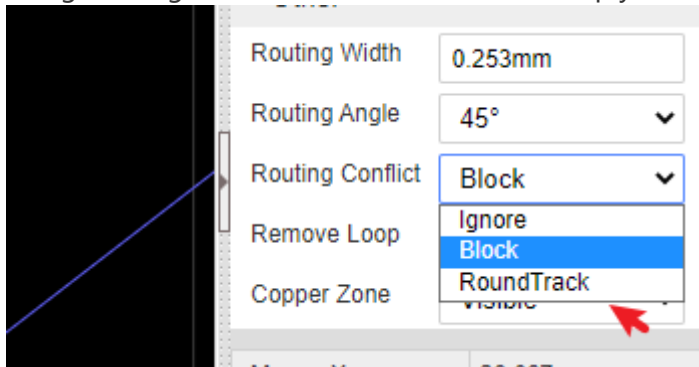 Routing Width 0.253mm
Routing Angle 45°
Routing Conflict Block
Ignore
Remove Loop Block
RoundTrack
Copper Zone